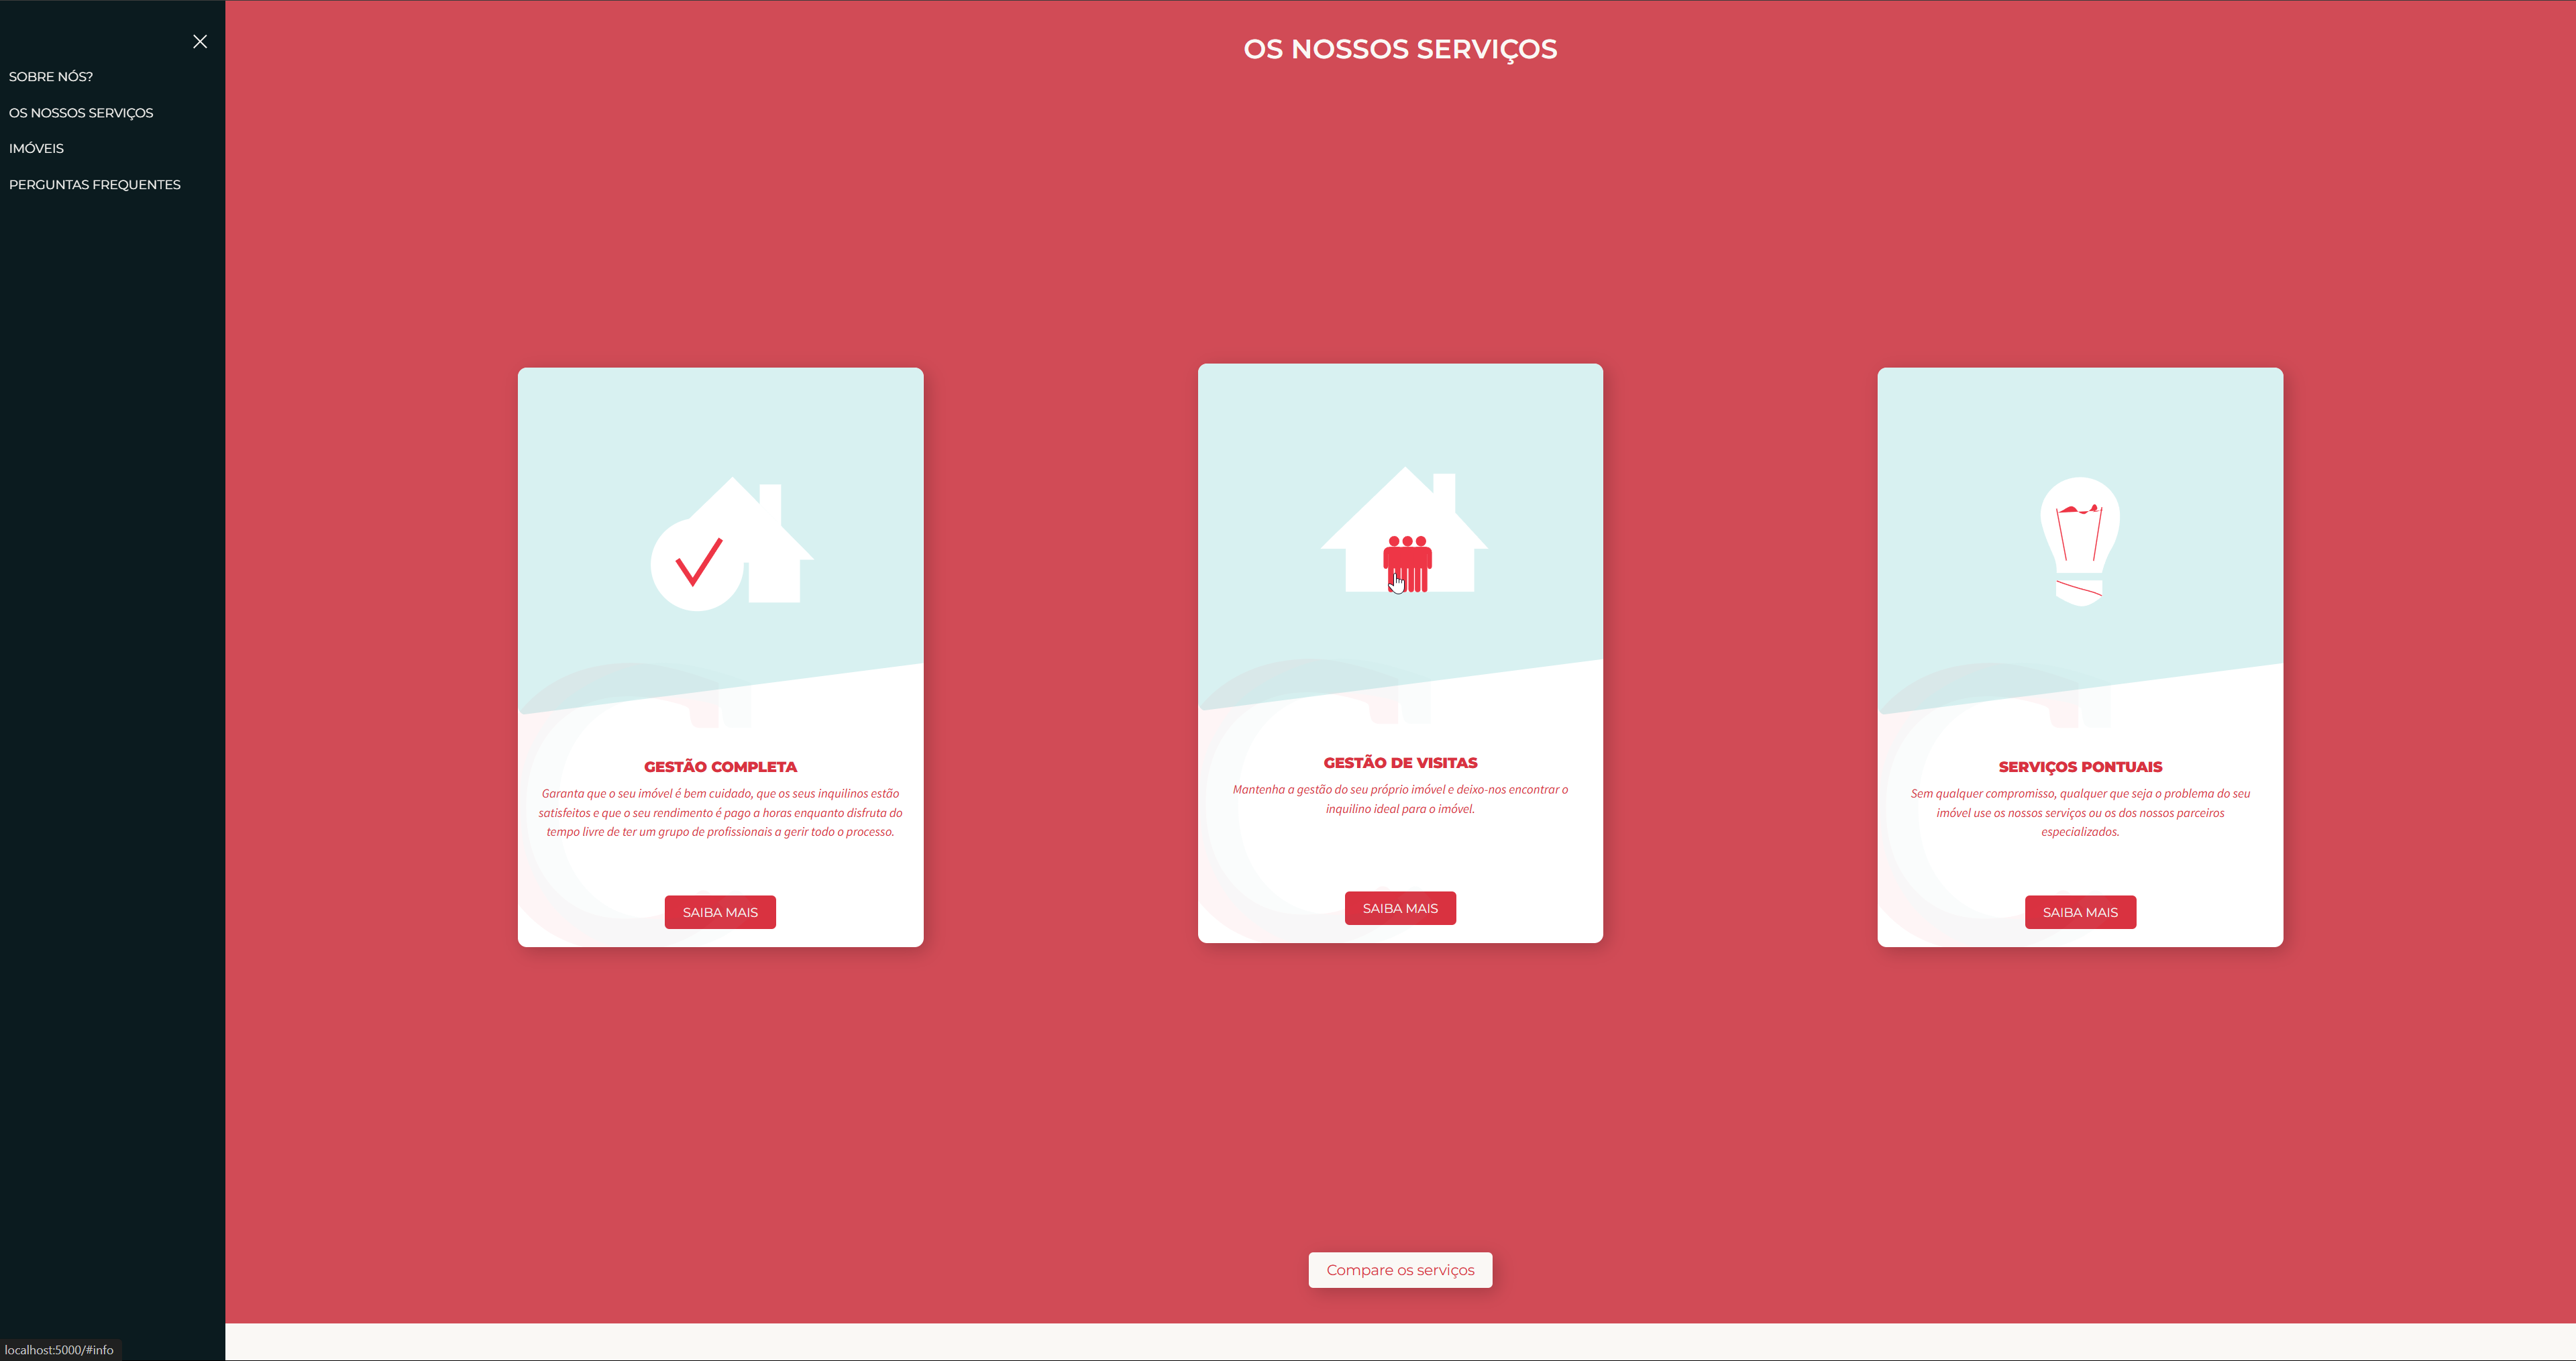 SOBRE NÓS?
OS NOSSOS SERVIÇOS
IMÓVEIS
PERGUNTAS FREQUENTES
OS NOSSOS SERVIÇOS
GESTÃO COMPLETA
Garanta que o seu imóvel é bem cuidado, que os seus inquilinos estão
satisfeitos e que o seu rendimento é pago a horas enquanto disfruta do
tempo livre de ter um grupo de profissionais a gerir todo o processo.
SAIBA MAIS
GESTÃO DE VISITAS
Mantenha a gestão do seu próprio imóvel e deixo-nos encontrar o
inquilino ideal para o imóvel.
SAIBA MAIS
SERVIÇOS PONTUAIS
Sem qualquer compromisso, qualquer que seja o problema do seu
imóvel use os nossos serviços ou os dos nossos parceiros
especializados.
SAIBA MAIS
Compare os serviços
localhost:5000/#info